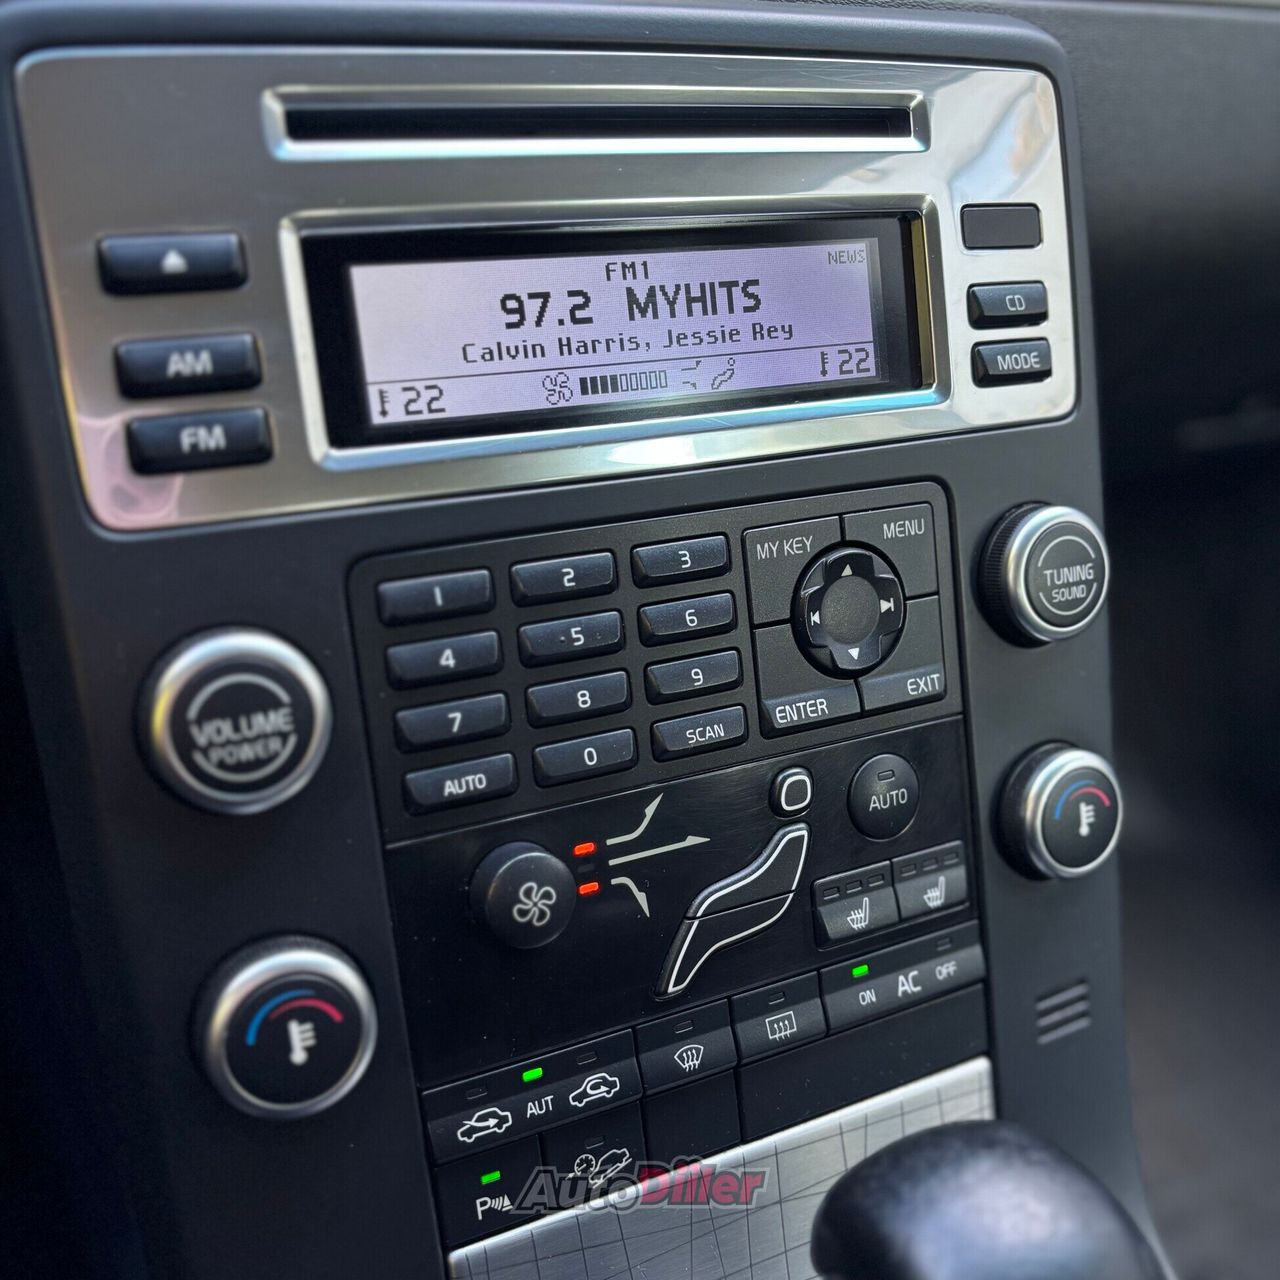 FM1
NEWS
97.2 MYHITS
Calvin Harris, Jessie Rey
22
22
AM
FM
CD
MODE
1
2
3
4
5
6
7
8
9
AUTO
0
SCAN
MY KEY
MENU
ENTER
EXIT
TUNING
SOUND
VOLUME
POWER
AUTO
ON AC OFF
AUT
P
AutoDiler